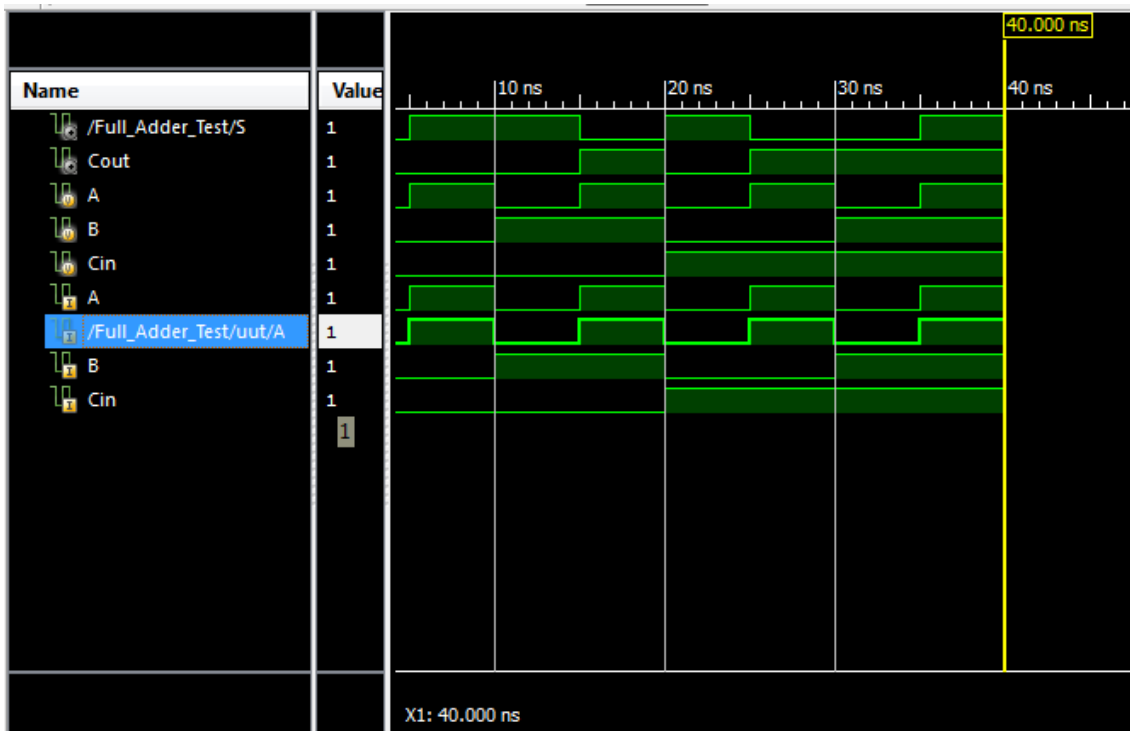 40.000 ns
Name Value
10 ns 20 ns 30 ns 40 ns
/Full_Adder_Test/S 1
Cout 1
A 1
B 1
Cin 1
A 1
/Full_Adder_Test/uut/A 1
B 1
Cin 1
1
X1: 40.000 ns